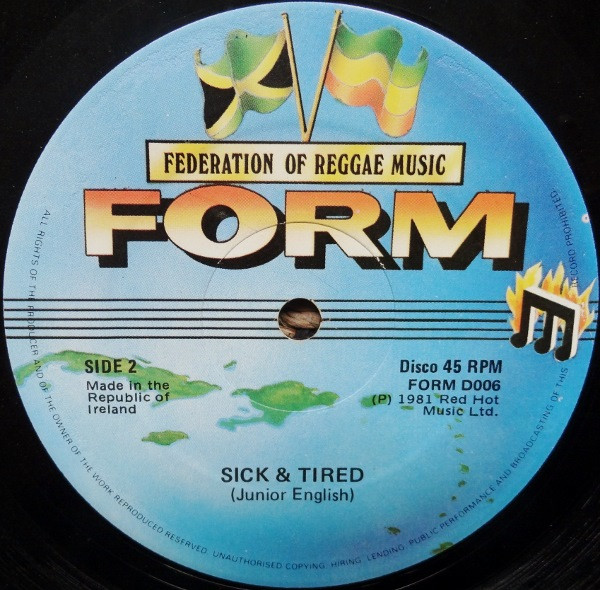 FEDERATION OF REGGAE MUSIC
FORM
SIDE 2
Made in the
Republic of
Ireland
Disco 45 RPM
FORM D006
(P) 1981 Red Hot
Music Ltd.
SICK & TIRED
(Junior English)
ALL RIGHTS OF THE PRODUCER AND OF THE OWNER OF THE WORK REPRODUCED RESERVED. UNAUTHORISED COPYING, HIRING, LENDING, PUBLIC PERFORMANCE AND BROADCASTING OF THIS RECORD PROHIBITED.